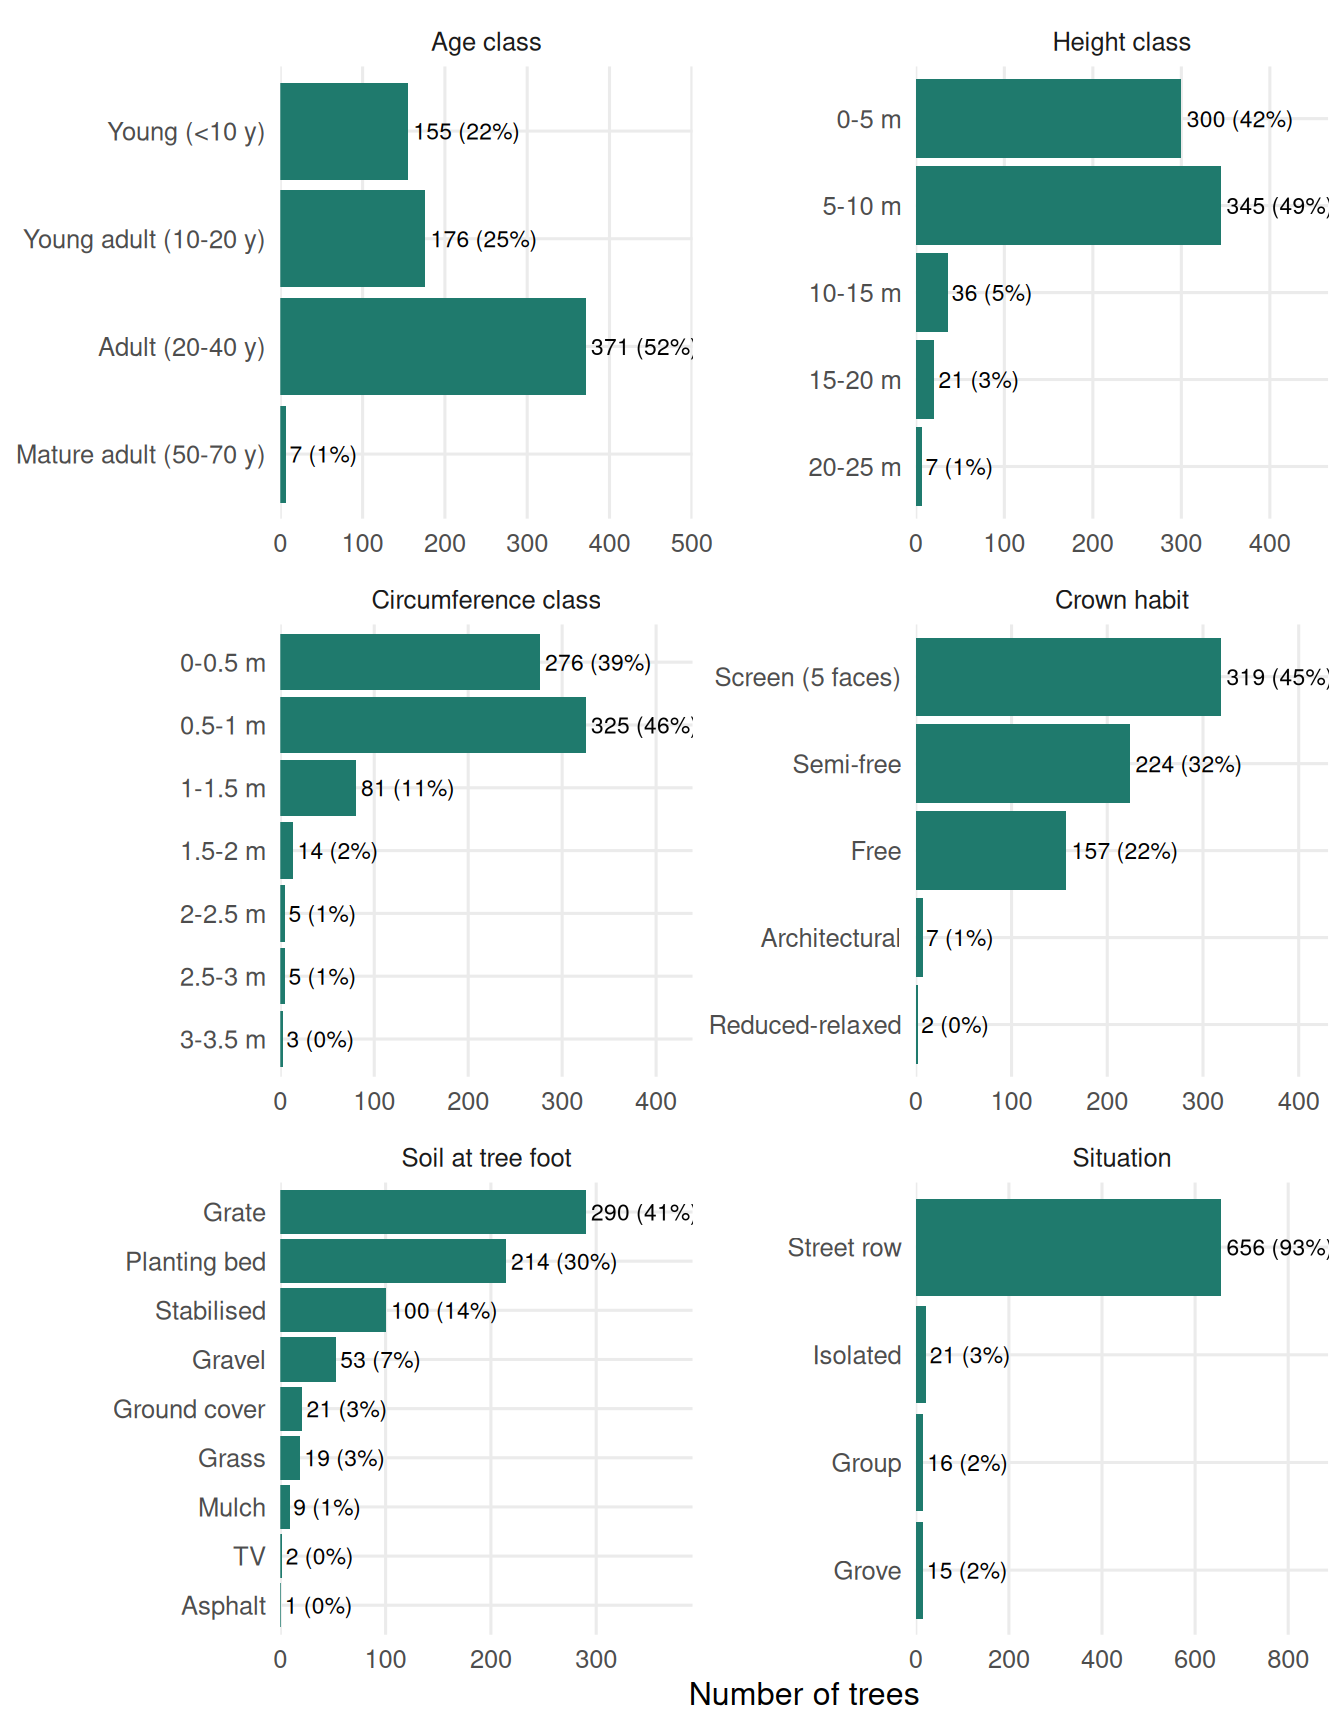 Age class
Young (<10 y)
155 (22%)
Young adult (10-20 y)
176 (25%)
Adult (20-40 y)
371 (52%)
Mature adult (50-70 y)
7 (1%)
0 100 200 300 400 500
Height class
0-5 m
300 (42%)
5-10 m
345 (49%)
10-15 m
36 (5%)
15-20 m
21 (3%)
20-25 m
7 (1%)
0 100 200 300 400
Circumference class
0-0.5 m
276 (39%)
0.5-1 m
325 (46%)
1-1.5 m
81 (11%)
1.5-2 m
14 (2%)
2-2.5 m
5 (1%)
2.5-3 m
5 (1%)
3-3.5 m
3 (0%)
0 100 200 300 400
Crown habit
Screen (5 faces)
319 (45%)
Semi-free
224 (32%)
Free
157 (22%)
Architectural
7 (1%)
Reduced-relaxed
2 (0%)
0 100 200 300 400
Soil at tree foot
Grate
290 (41%)
Planting bed
214 (30%)
Stabilised
100 (14%)
Gravel
53 (7%)
Ground cover
21 (3%)
Grass
19 (3%)
Mulch
9 (1%)
TV
2 (0%)
Asphalt
1 (0%)
0 100 200 300
Situation
Street row
656 (93%)
Isolated
21 (3%)
Group
16 (2%)
Grove
15 (2%)
0 200 400 600 800
Number of trees